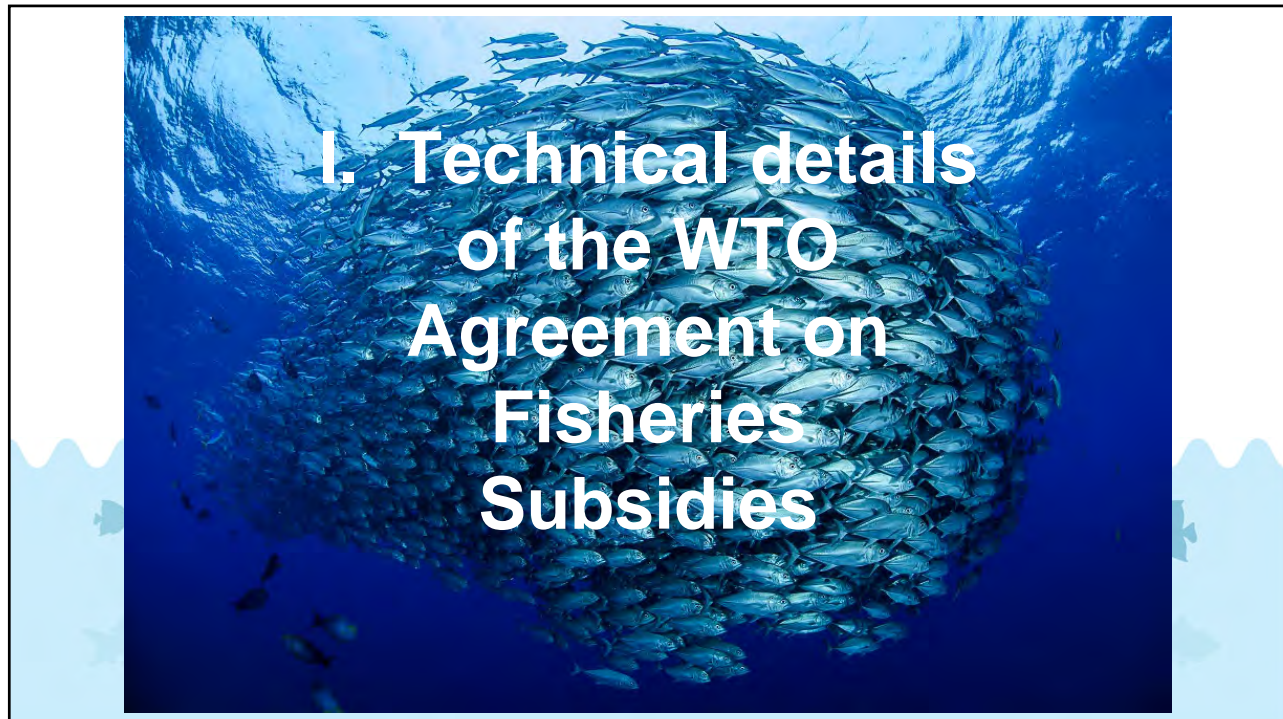 I. Technical details
of the WTO
Agreement on
Fisheries
Subsidies